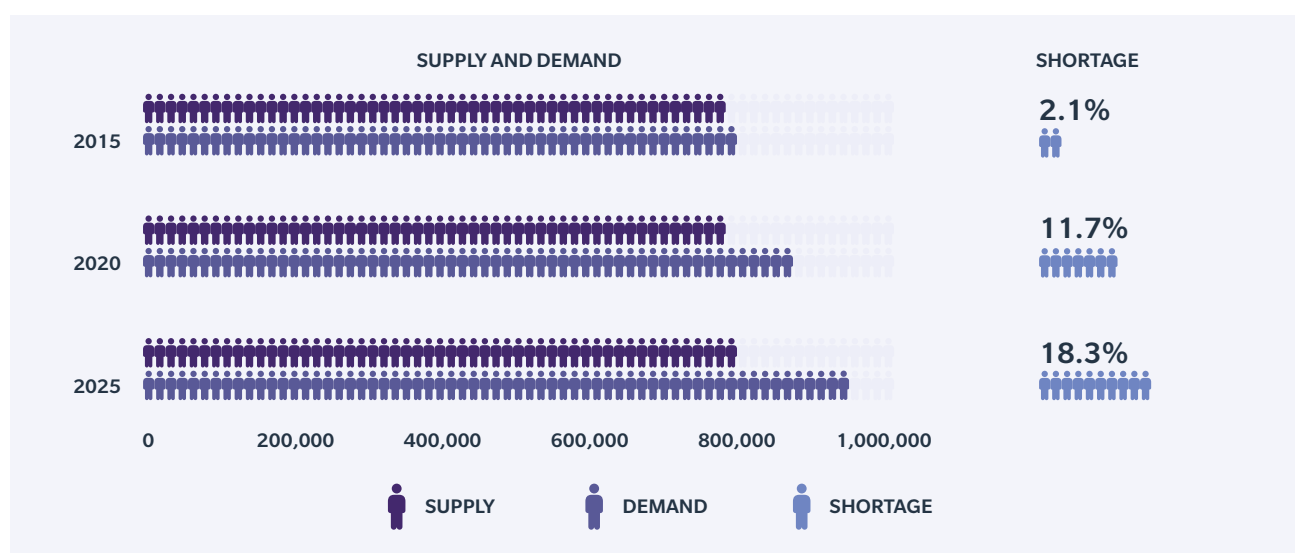 SUPPLY AND DEMAND
SHORTAGE
2015
2.1%
2020
11.7%
2025
18.3%
0 200,000 400,000 600,000 800,000 1,000,000
SUPPLY DEMAND SHORTAGE